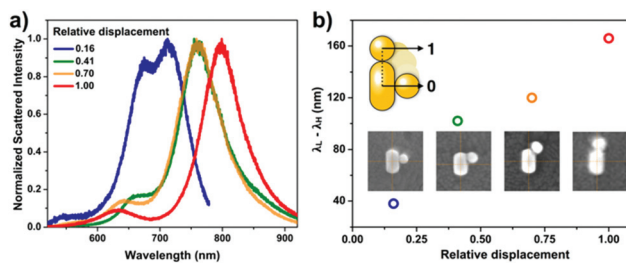 a)
Relative displacement
0.16
0.41
0.70
1.00
Normalized Scattered Intensity
1.0
0.8
0.6
0.4
0.2
0.0
600 700 800 900
Wavelength (nm)
b)
1
0
λL - λH (nm)
160
120
80
40
0.00 0.25 0.50 0.75 1.00
Relative displacement